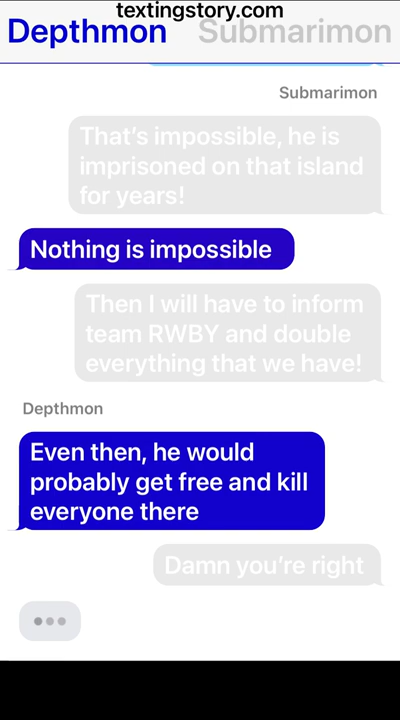 textingstory.com
Depthmon Submarimon
Submarimon
That's impossible, he is
imprisoned on that island
for years!
Nothing is impossible
Then I will have to inform
team RWBY and double
everything that we have!
Depthmon
Even then, he would
probably get free and kill
everyone there
Damn you're right